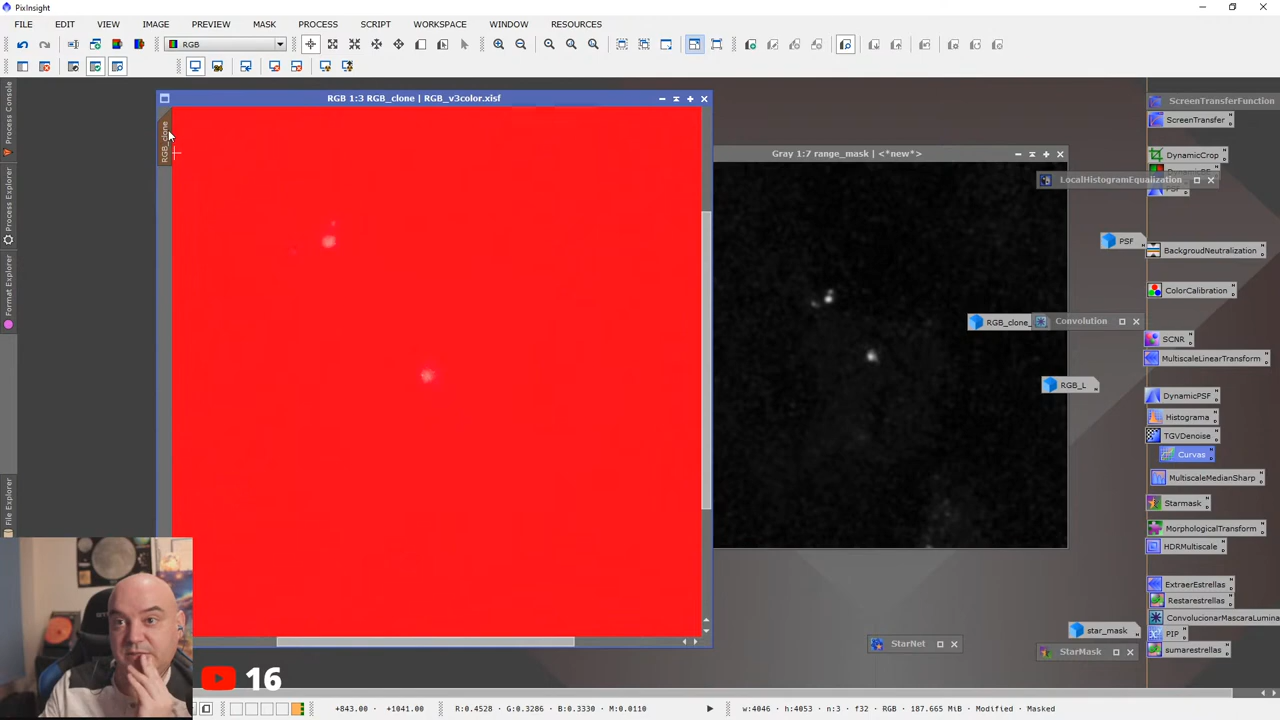 PixInsight
FILE EDIT VIEW IMAGE PREVIEW MASK PROCESS SCRIPT WORKSPACE WINDOW RESOURCES
RGB
RGB 1:3 RGB_clone | RGB_v3color.xisf
RGB_clone
Process Console
Process Explorer
Format Explorer
File Explorer
Gray 1:7 range_mask | <*new*>
LocalHistogramEqualization
PSF
RGB_clone_
Convolution
RGB_L
StarNet
star_mask
StarMask
ScreenTransferFunction
ScreenTransfer
DynamicCrop
BackgroudNeutralization
ColorCalibration
SCNR
MultiscaleLinearTransform
DynamicPSF
Histograma
TGVDenoise
Curvas
MultiscaleMedianSharp
Starmask
MorphologicalTransform
HDRMultiscale
ExtraerEstrellas
Restarestrellas
ConvolucionarMascaraLumina
PIP
sumarestrellas
16
+843.00 +1041.00 R:0.4528 G:0.3286 B:0.3330 M:0.0110
w:4046 h:4053 n:3 f32 · RGB · 187.665 MiB · Modified · Masked